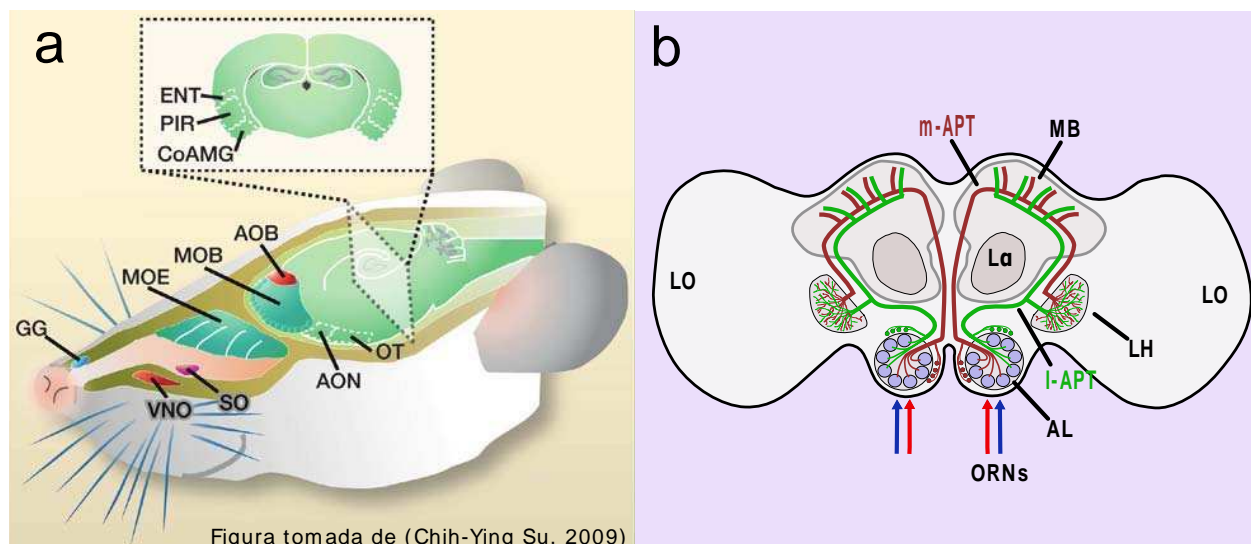 a
ENT
PIR
CoAMG
AOB
MOB
MOE
GG
OT
AON
SO
VNO
Figura tomada de (Chih-Ying Su, 2009)
b
m-APT
MB
La
LO
LO
LH
l-APT
AL
ORNs